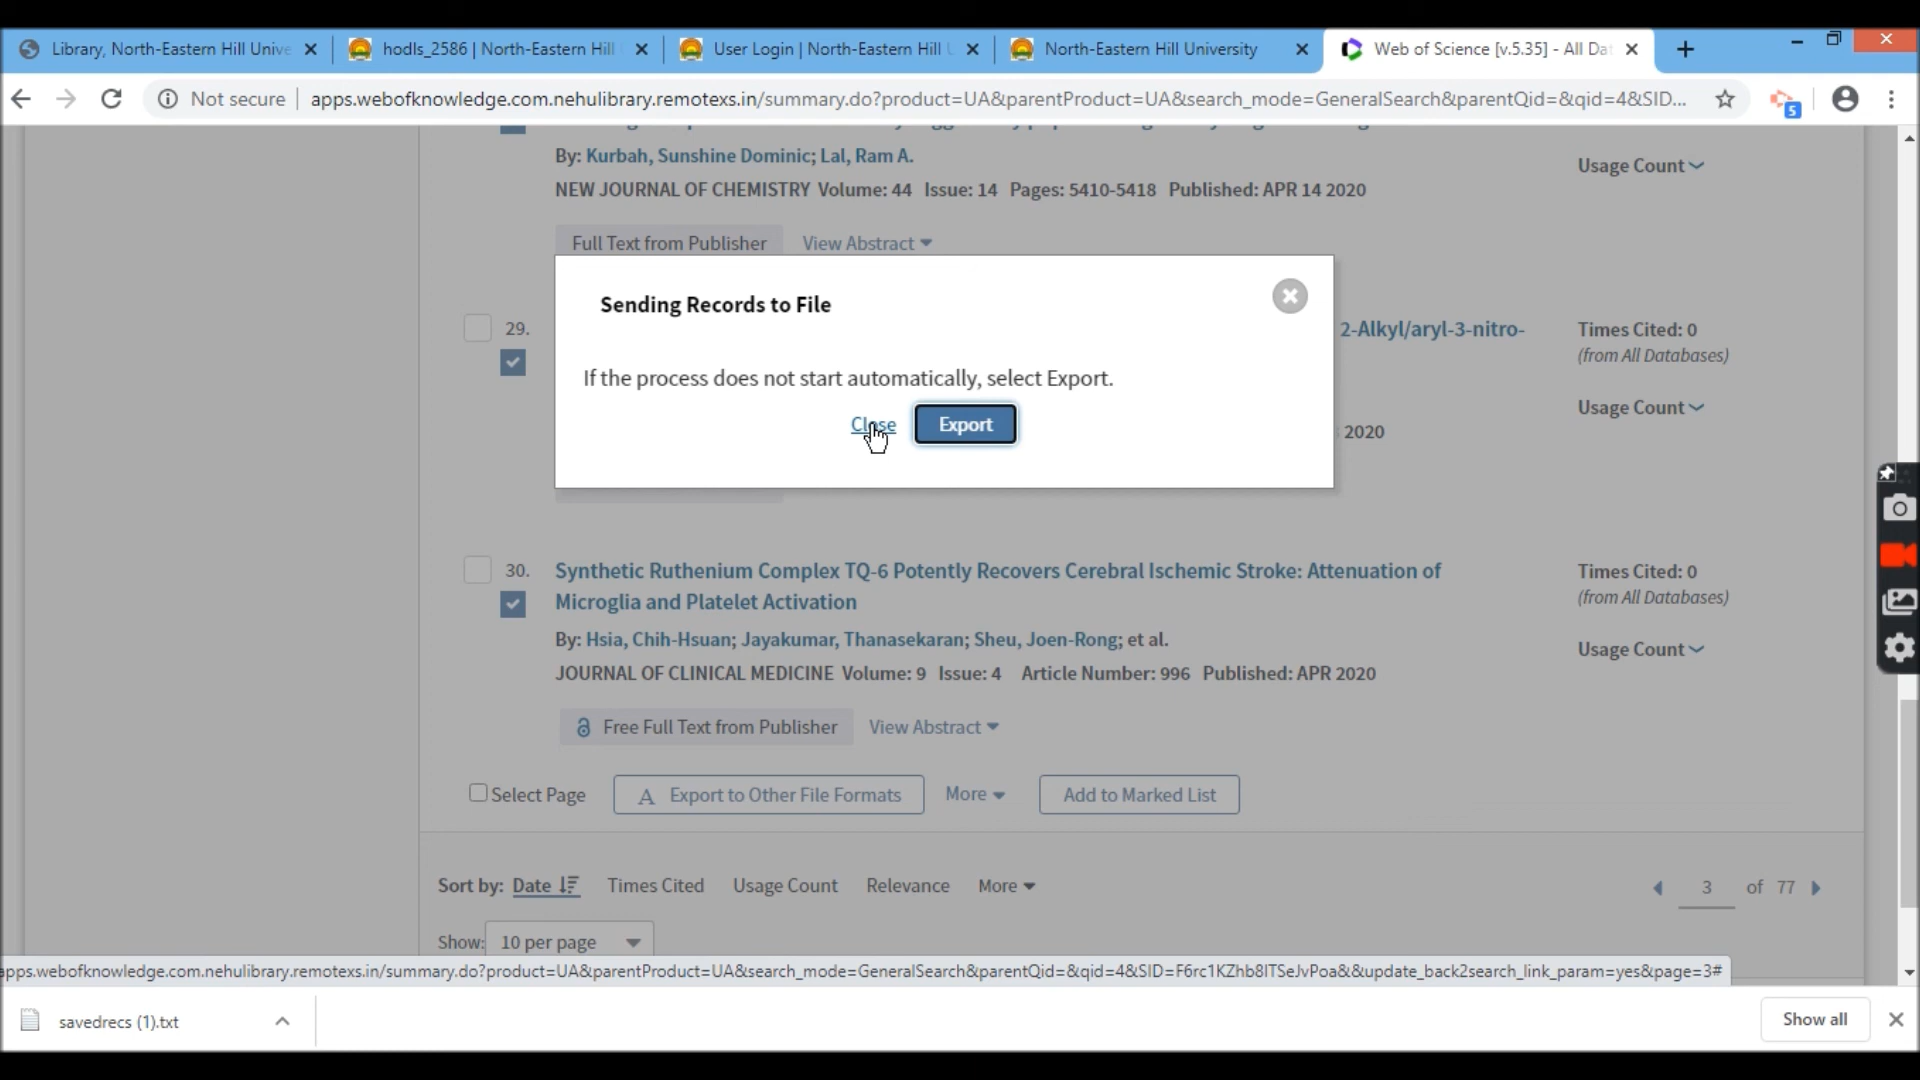 Library, North-Eastern Hill Unive
hodls_2586 | North-Eastern Hill
User Login | North-Eastern Hill
North-Eastern Hill University
Web of Science [v.5.35] - All Dat
Not secure
apps.webofknowledge.com.nehulibrary.remotexs.in/summary.do?product=UA&parentProduct=UA&search_mode=GeneralSearch&parentQid=&qid=4&SID...
5
By: Kurbah, Sunshine Dominic; Lal, Ram A.
NEW JOURNAL OF CHEMISTRY Volume: 44 Issue: 14 Pages: 5410-5418 Published: APR 14 2020
Usage Count
Full Text from Publisher View Abstract
Sending Records to File
If the process does not start automatically, select Export.
Close Export
29.
2-Alkyl/aryl-3-nitro-
2020
Times Cited: 0
(from All Databases)
Usage Count
30. Synthetic Ruthenium Complex TQ-6 Potently Recovers Cerebral Ischemic Stroke: Attenuation of
Microglia and Platelet Activation
By: Hsia, Chih-Hsuan; Jayakumar, Thanasekaran; Sheu, Joen-Rong; et al.
JOURNAL OF CLINICAL MEDICINE Volume: 9 Issue: 4 Article Number: 996 Published: APR 2020
Times Cited: 0
(from All Databases)
Usage Count
Free Full Text from Publisher View Abstract
Select Page Export to Other File Formats More Add to Marked List
Sort by: Date Times Cited Usage Count Relevance More
3 of 77
Show: 10 per page
apps.webofknowledge.com.nehulibrary.remotexs.in/summary.do?product=UA&parentProduct=UA&search_mode=GeneralSearch&parentQid=&qid=4&SID=F6rc1KZhb8ITSeJvPoa&&update_back2search_link_param=yes&page=3#
savedrecs (1).txt
Show all